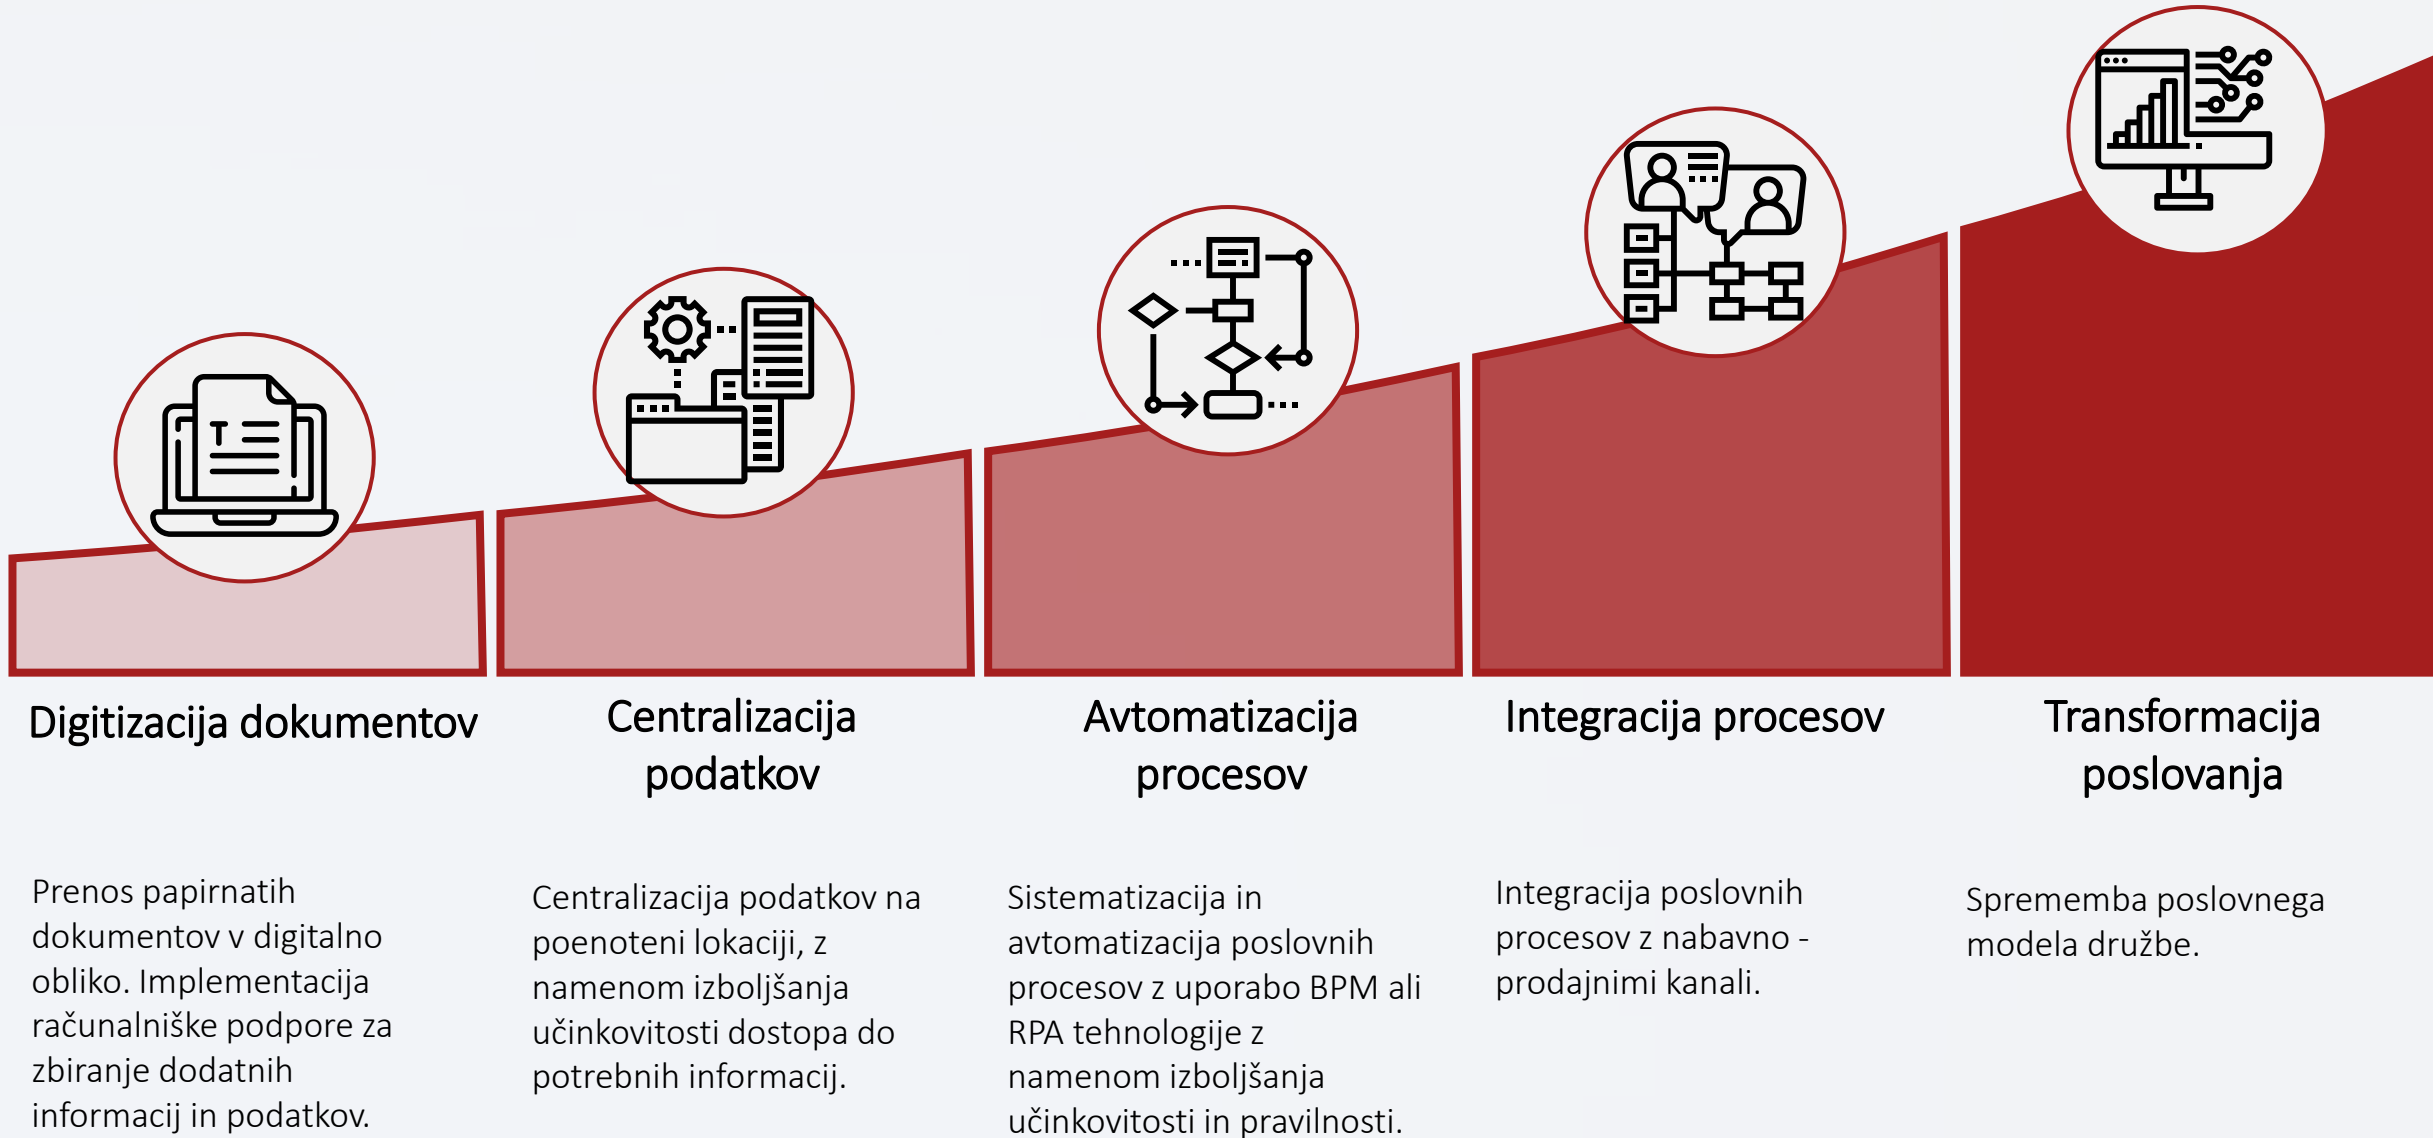 Digitizacija dokumentov
Prenos papirnatih
dokumentov v digitalno
obliko. Implementacija
računalniške podpore za
zbiranje dodatnih
informacij in podatkov.
Centralizacija
podatkov
Centralizacija podatkov na
poenoteni lokaciji, z
namenom izboljšanja
učinkovitosti dostopa do
potrebnih informacij.
Avtomatizacija
procesov
Sistematizacija in
avtomatizacija poslovnih
procesov z uporabo BPM ali
RPA tehnologije z
namenom izboljšanja
učinkovitosti in pravilnosti.
Integracija procesov
Integracija poslovnih
procesov z nabavno -
prodajnimi kanali.
Transformacija
poslovanja
Sprememba poslovnega
modela družbe.